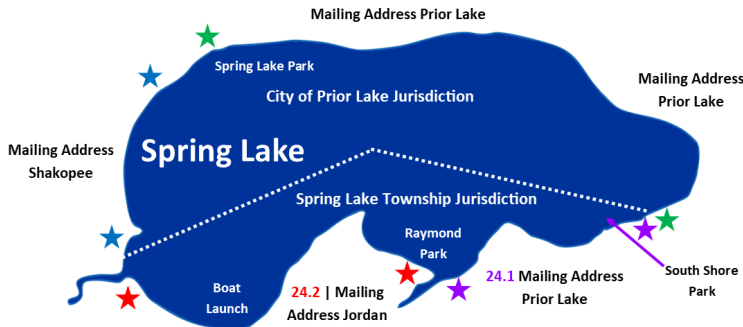 Mailing Address Prior Lake
Spring Lake Park
City of Prior Lake Jurisdiction
Mailing Address
Prior Lake
Mailing Address
Shakopee
Spring Lake
Spring Lake Township Jurisdiction
Raymond
Park
Boat
Launch
24.2 | Mailing
Address Jordan
24.1 Mailing Address
Prior Lake
South Shore
Park